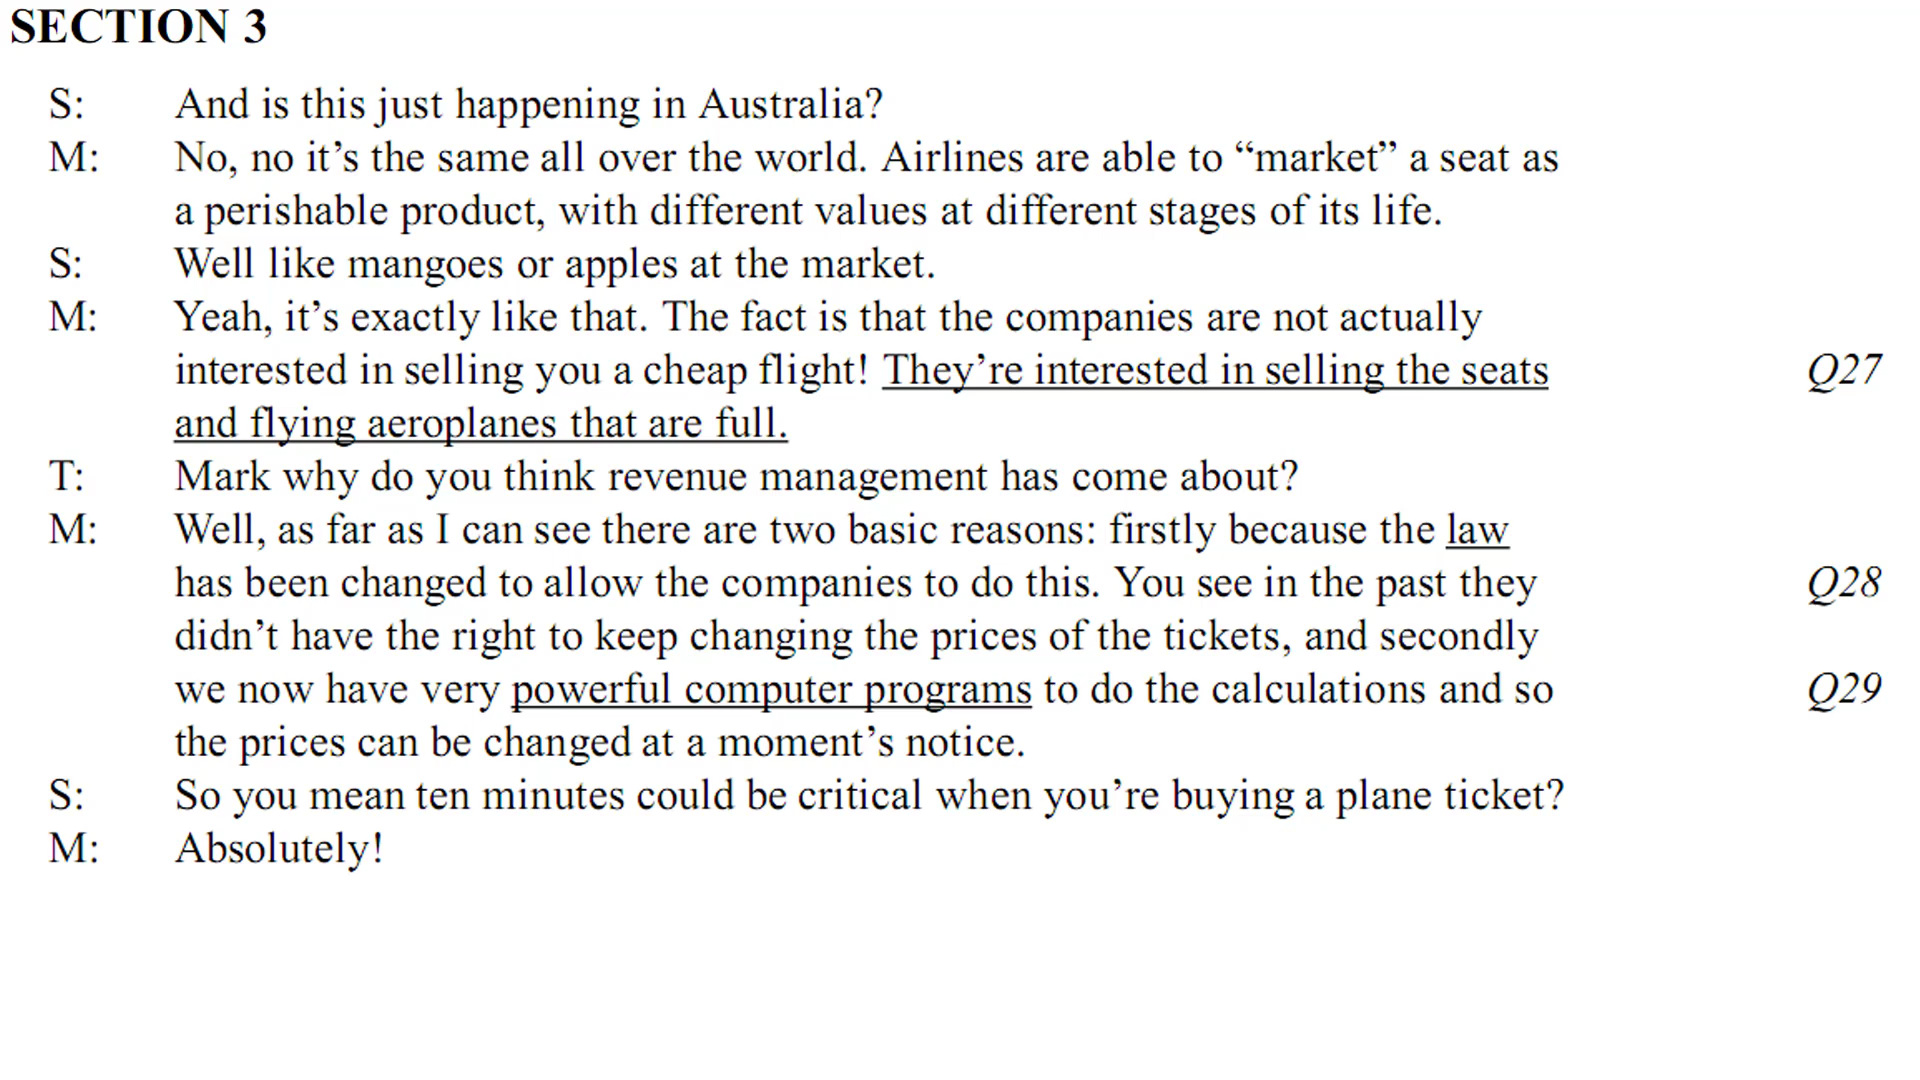 SECTION 3
S: And is this just happening in Australia?
M: No, no it’s the same all over the world. Airlines are able to “market” a seat as
a perishable product, with different values at different stages of its life.
S: Well like mangoes or apples at the market.
M: Yeah, it’s exactly like that. The fact is that the companies are not actually
interested in selling you a cheap flight! They’re interested in selling the seats Q27
and flying aeroplanes that are full.
T: Mark why do you think revenue management has come about?
M: Well, as far as I can see there are two basic reasons: firstly because the law
has been changed to allow the companies to do this. You see in the past they Q28
didn’t have the right to keep changing the prices of the tickets, and secondly
we now have very powerful computer programs to do the calculations and so Q29
the prices can be changed at a moment’s notice.
S: So you mean ten minutes could be critical when you’re buying a plane ticket?
M: Absolutely!